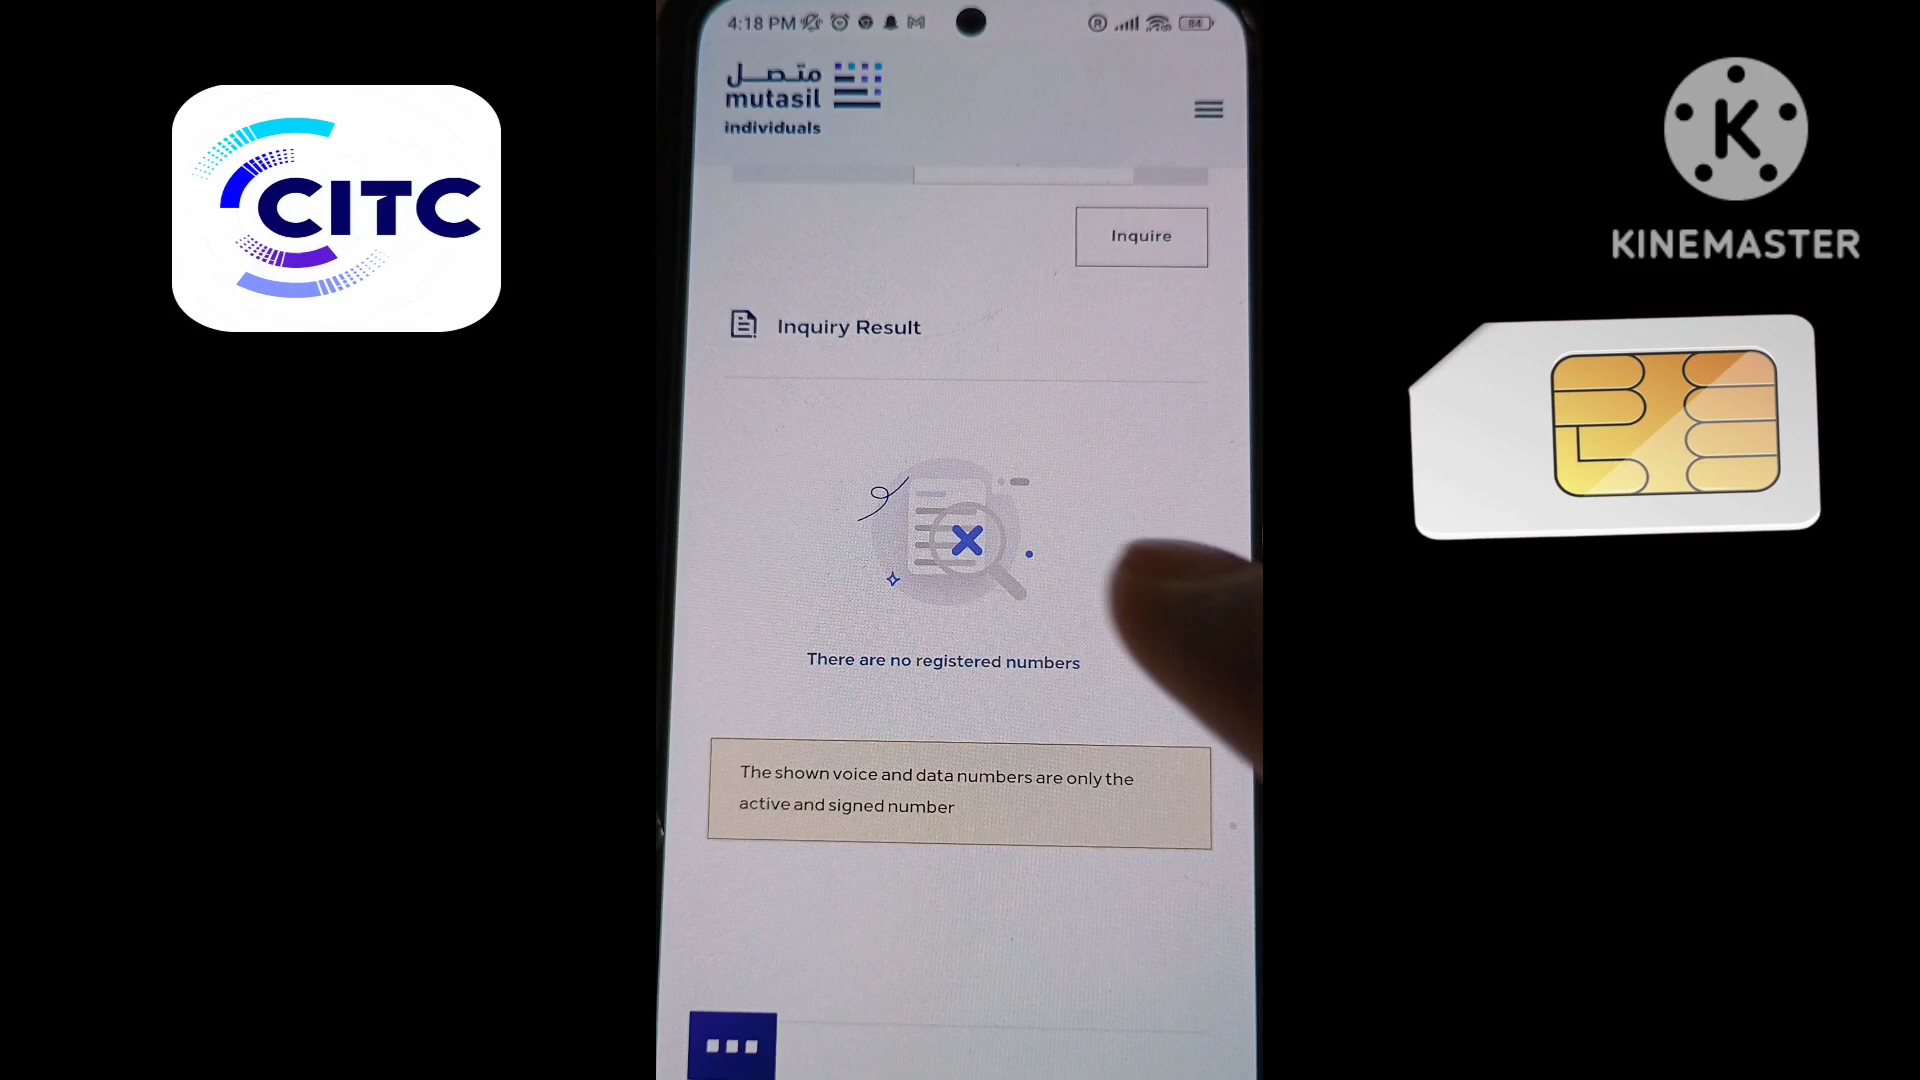 4:18 PM
R
84
متصل
mutasil
individuals
Inquire
Inquiry Result
There are no registered numbers
The shown voice and data numbers are only the
active and signed number
CITC
K
KINEMASTER